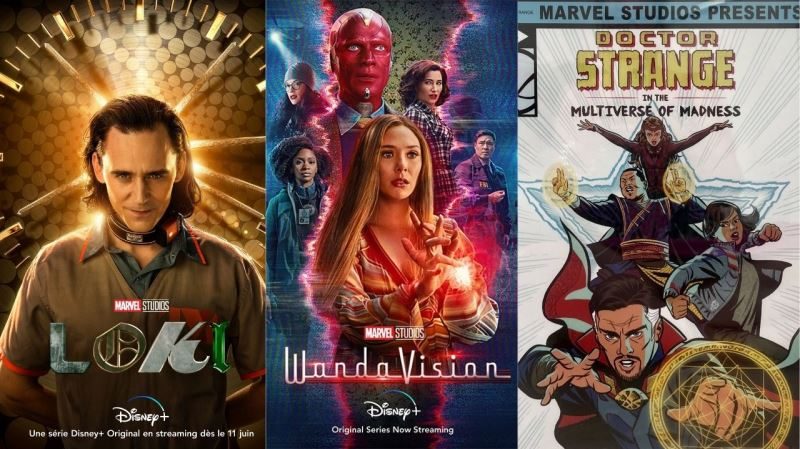 MARVEL STUDIOS
LOKI
Disney+
Une série Disney+ Original en streaming dès le 11 juin
MARVEL STUDIOS
WandaVision
Disney+
Original Series Now Streaming
MARVEL STUDIOS PRESENTS
DOCTOR
STRANGE
IN THE
MULTIVERSE OF MADNESS